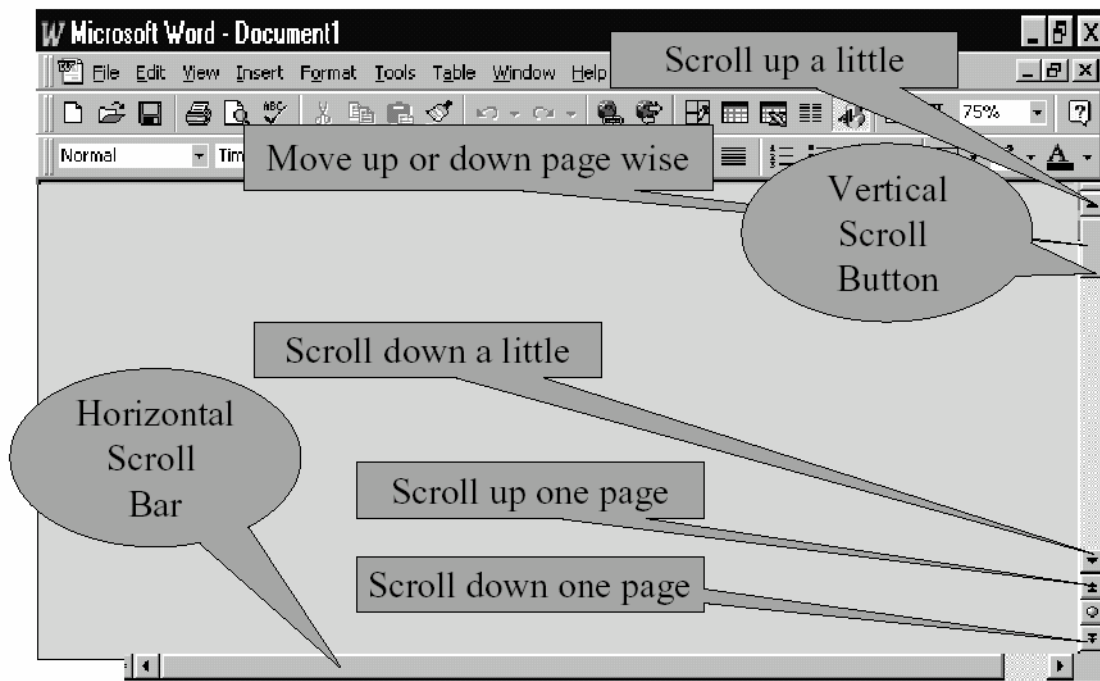 W Microsoft Word - Document1
File Edit View Insert Format Tools Table Window Help
Scroll up a little
ABC
75%
Normal
Tim
Move up or down page wise
A
Vertical
Scroll
Button
Scroll down a little
Horizontal
Scroll
Bar
Scroll up one page
Scroll down one page